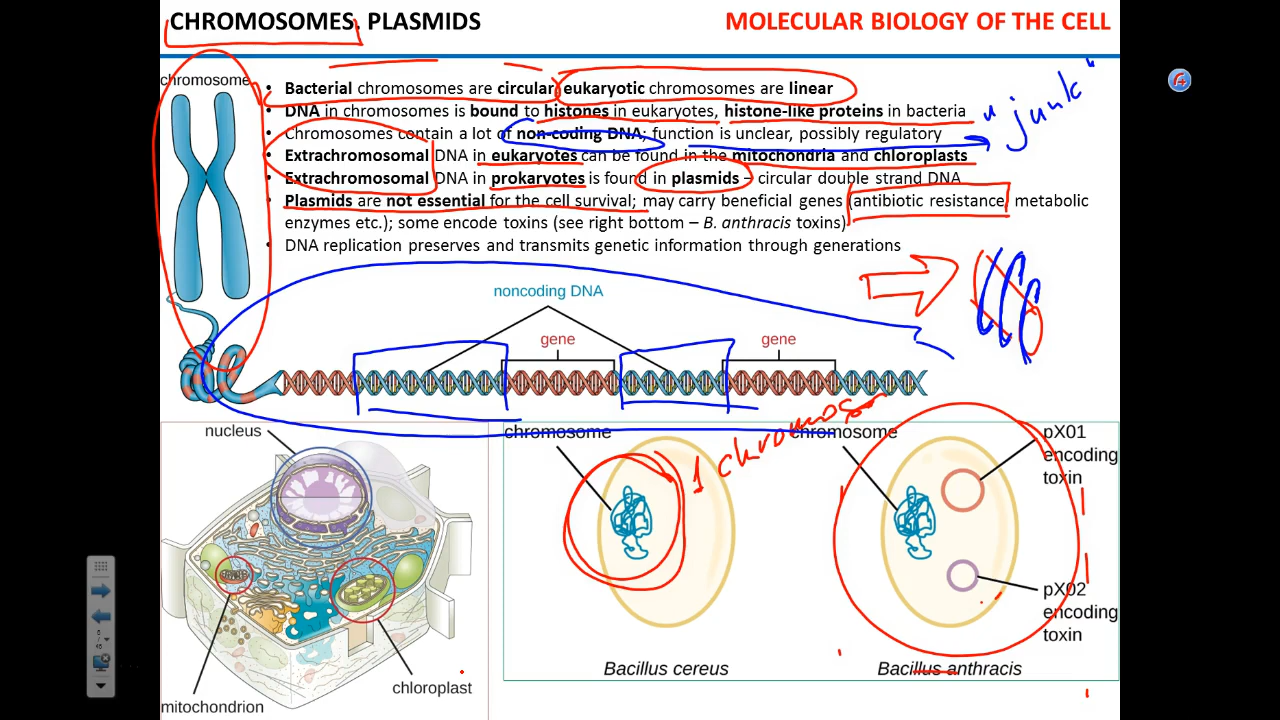 CHROMOSOMES. PLASMIDS
MOLECULAR BIOLOGY OF THE CELL
chromosome
• Bacterial chromosomes are circular, eukaryotic chromosomes are linear
• DNA in chromosomes is bound to histones in eukaryotes, histone-like proteins in bacteria
• Chromosomes contain a lot of non-coding DNA; function is unclear, possibly regulatory
"junk"
• Extrachromosomal DNA in eukaryotes can be found in the mitochondria and chloroplasts
• Extrachromosomal DNA in prokaryotes is found in plasmids – circular double strand DNA
• Plasmids are not essential for the cell survival; may carry beneficial genes (antibiotic resistance, metabolic
enzymes etc.); some encode toxins (see right bottom – B. anthracis toxins)
• DNA replication preserves and transmits genetic information through generations
noncoding DNA
gene
gene
nucleus
mitochondrion
chloroplast
chromosome
1 chromosome
Bacillus cereus
chromosome
pX01
encoding
toxin
pX02
encoding
toxin
Bacillus anthracis